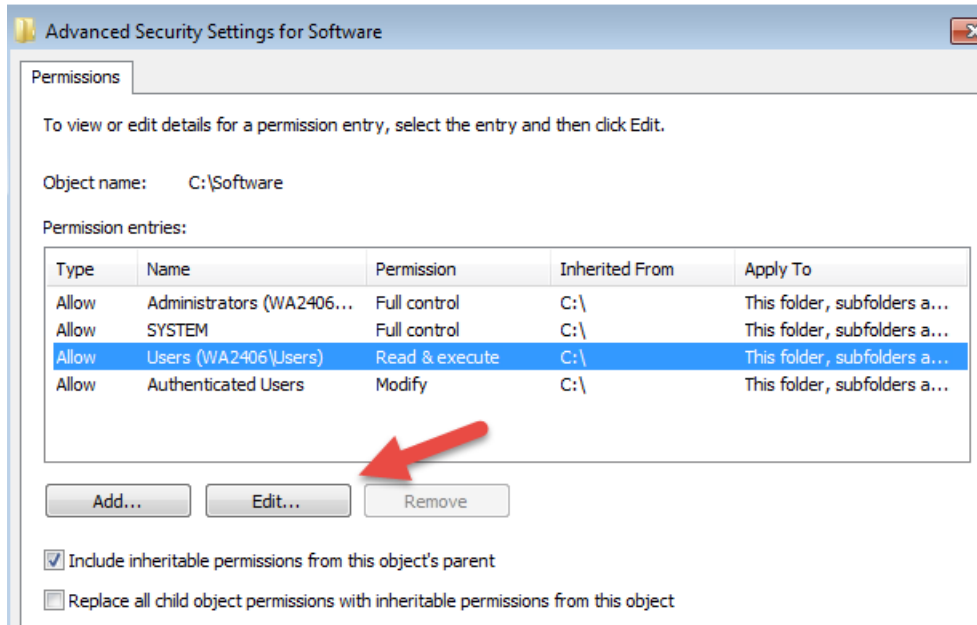 Advanced Security Settings for Software
Permissions
To view or edit details for a permission entry, select the entry and then click Edit.
Object name: C:\Software
Permission entries:
Type Name Permission Inherited From Apply To
Allow Administrators (WA2406... Full control C:\ This folder, subfolders a...
Allow SYSTEM Full control C:\ This folder, subfolders a...
Allow Users (WA2406\Users) Read & execute C:\ This folder, subfolders a...
Allow Authenticated Users Modify C:\ This folder, subfolders a...
Add... Edit... Remove
Include inheritable permissions from this object's parent
Replace all child object permissions with inheritable permissions from this object